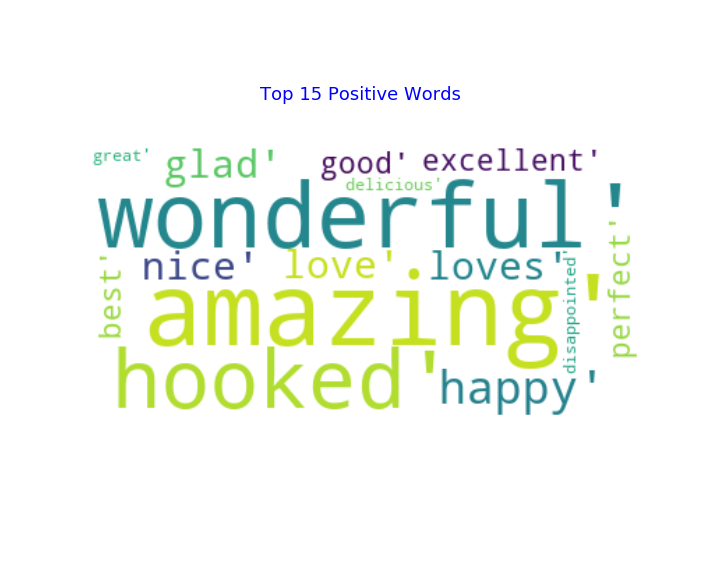 Top 15 Positive Words
great'
glad'
good'
excellent'
delicious'
wonderful'
nice'
love'
loves'
best'
amazing'
disappointed'
perfect'
hooked'
happy'